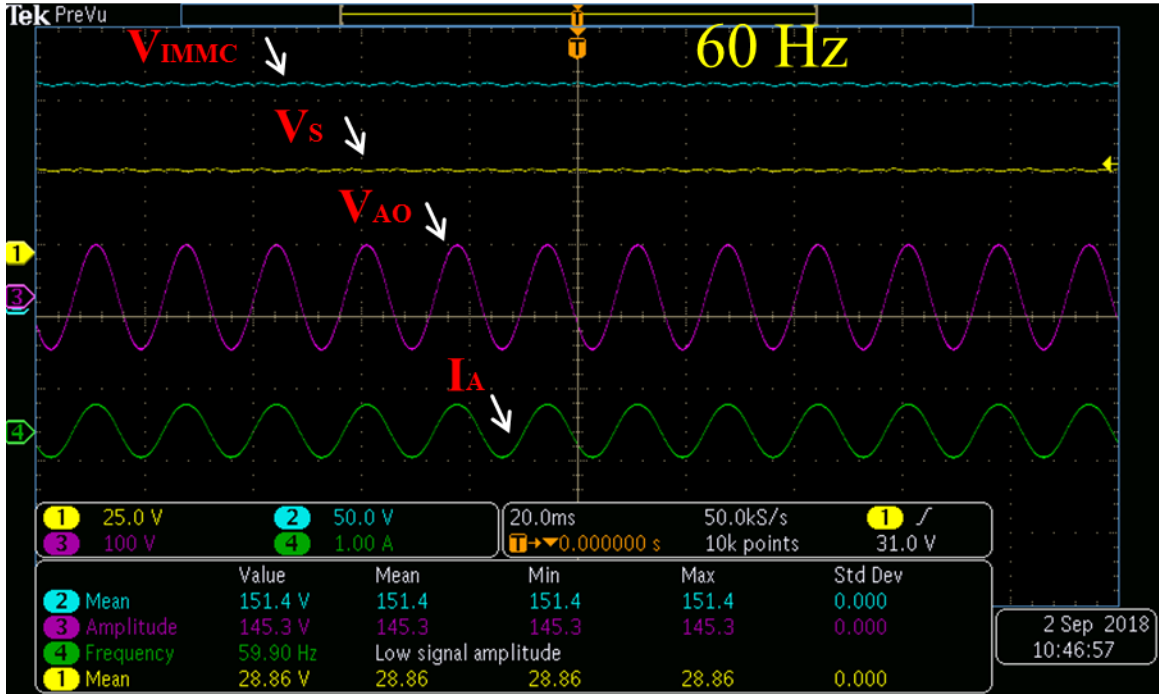 Tek PreVu
T
T
60 Hz
VIMMC
VS
VAO
1
3
IA
4
1 25.0 V 2 50.0 V
3 100 V 4 1.00 A
20.0ms 50.0kS/s 1
T→▼0.000000 s 10k points 31.0 V
Value Mean Min Max Std Dev
2 Mean 151.4 V 151.4 151.4 151.4 0.000
3 Amplitude 145.3 V 145.3 145.3 145.3 0.000
4 Frequency 59.90 Hz Low signal amplitude
1 Mean 28.86 V 28.86 28.86 28.86 0.000
2 Sep 2018
10:46:57